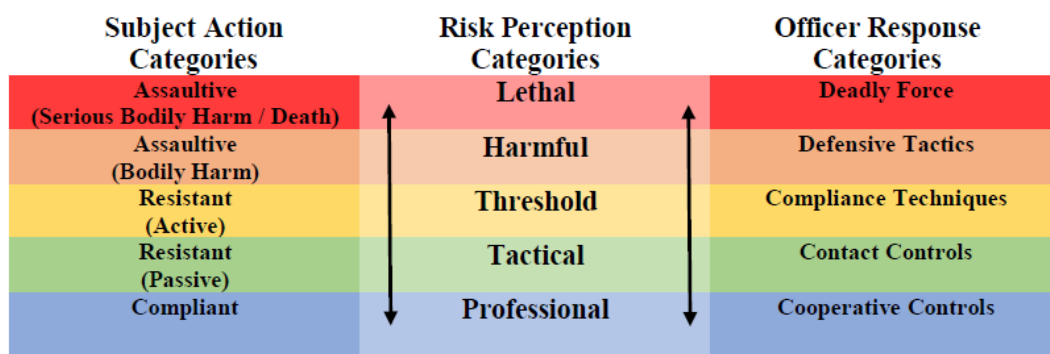 Subject Action
Categories
Risk Perception
Categories
Officer Response
Categories
Assaultive
(Serious Bodily Harm / Death)
Lethal
Deadly Force
Assaultive
(Bodily Harm)
Harmful
Defensive Tactics
Resistant
(Active)
Threshold
Compliance Techniques
Resistant
(Passive)
Tactical
Contact Controls
Compliant
Professional
Cooperative Controls